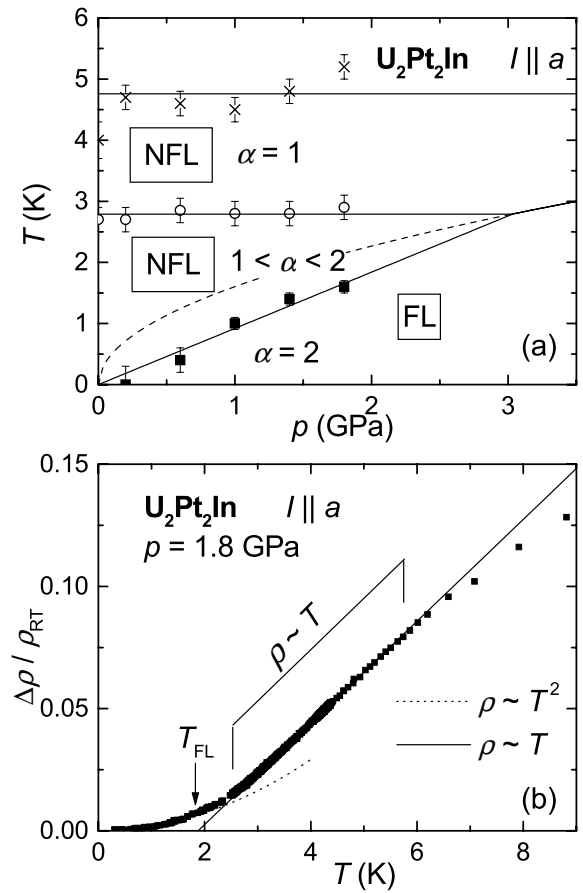 U₂Pt₂In I || a
6
5
4
3
2
1
0
T (K)
NFL α = 1
NFL 1 < α < 2
FL
α = 2
(a)
0 1 2 3
p (GPa)
0.15
0.10
0.05
0.00
Δρ / ρRT
U₂Pt₂In I || a
p = 1.8 GPa
ρ ~ T
TFL
ρ ~ T²
ρ ~ T
(b)
0 2 4 6 8
T (K)